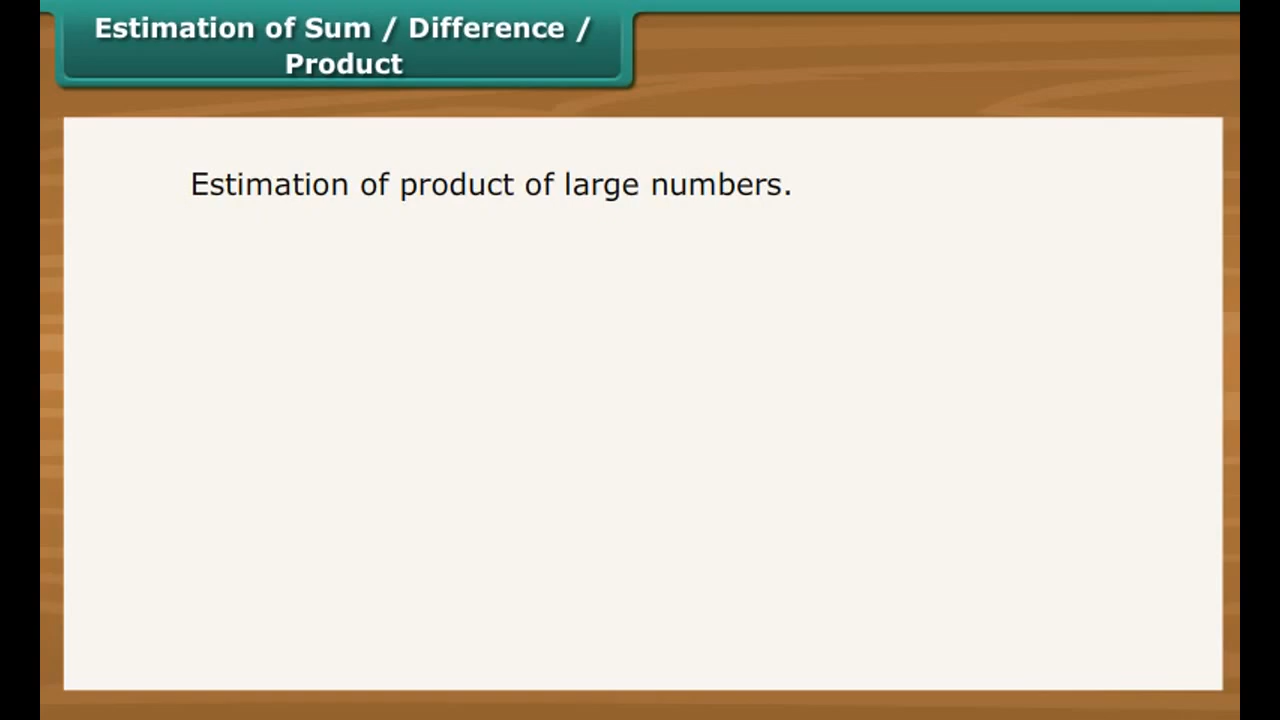 Estimation of Sum / Difference /
Product
Estimation of product of large numbers.